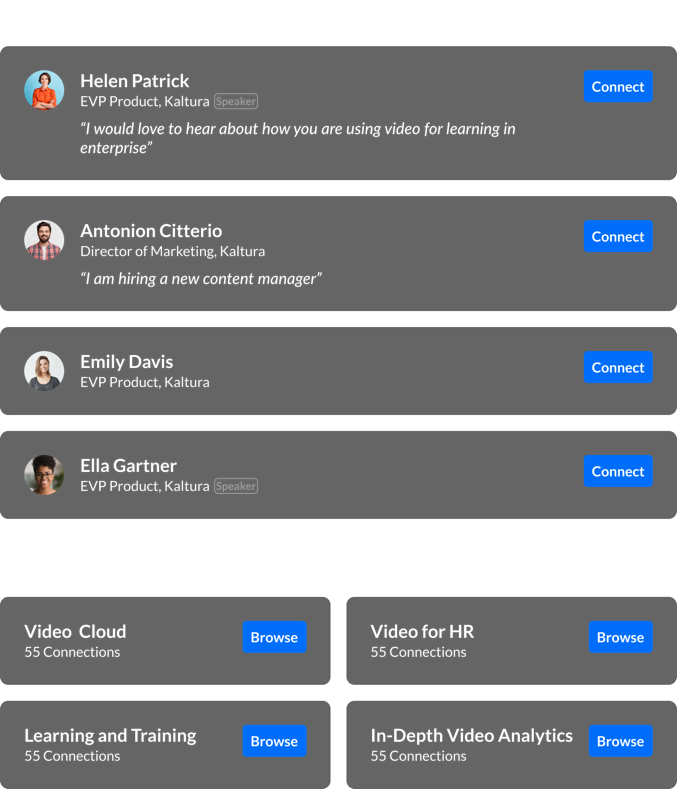 Helen Patrick
Connect
EVP Product, Kaltura Speaker
“I would love to hear about how you are using video for learning in
enterprise”
Antonion Citterio
Connect
Director of Marketing, Kaltura
“I am hiring a new content manager”
Emily Davis
Connect
EVP Product, Kaltura
Ella Gartner
Connect
EVP Product, Kaltura Speaker
Video Cloud
55 Connections
Browse
Video for HR
55 Connections
Browse
Learning and Training
55 Connections
Browse
In-Depth Video Analytics
55 Connections
Browse